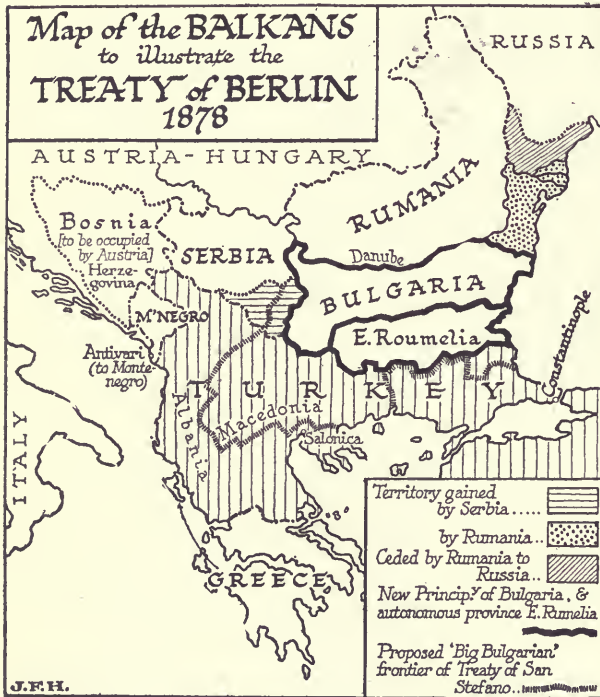 Map of the BALKANS
to illustrate the
TREATY of BERLIN
1878
RUSSIA
AUSTRIA-HUNGARY
RUMANIA
Bosnia
[to be occupied
by Austria]
Herze-
govina
SERBIA
Danube
BULGARIA
M'NEGRO
E. Roumelia
Constantinople
Antivari
(to Monte-
negro)
TURKEY
Macedonia
Albania
Salonica
ITALY
GREECE
Territory gained
by Serbia.....
by Rumania..
Ceded by Rumania to
Russia..
New Principy. of Bulgaria, &
autonomous province E. Rumelia
Proposed 'Big Bulgarian'
frontier of Treaty of San
Stefano..
J.F.H.